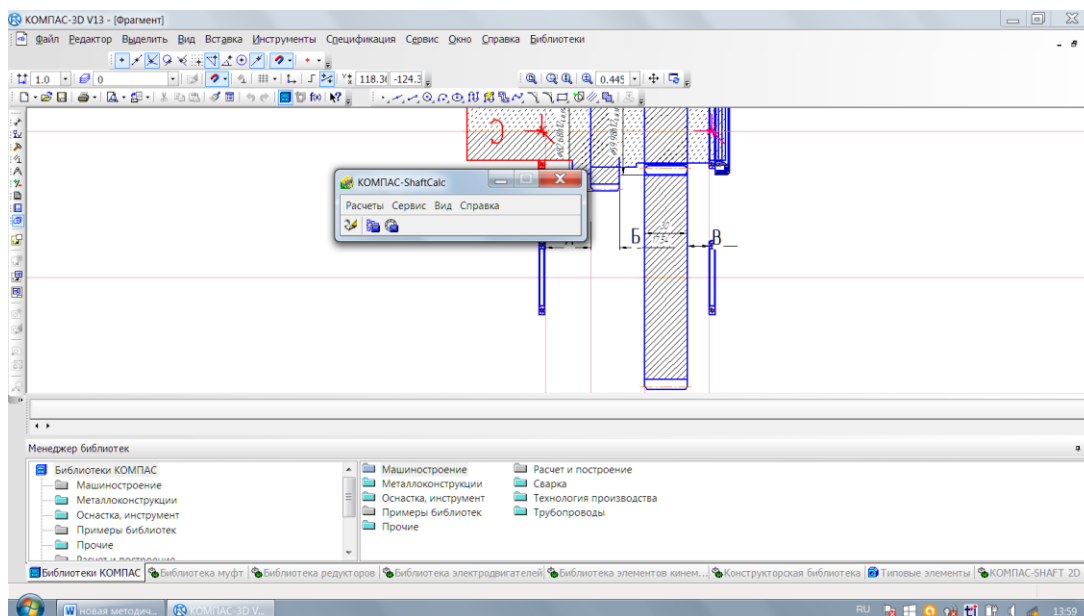 КОМПАС-3D V13 - [Фрагмент]
Файл Редактор Выделить Вид Вставка Инструменты Спецификация Сервис Окно Справка Библиотеки
1.0 0 118.3 -124.3 0.445
КОМПАС-ShaftCalc
Расчеты Сервис Вид Справка
Б В
Менеджер библиотек
Библиотеки КОМПАС
Машиностроение
Металлоконструкции
Оснастка, инструмент
Примеры библиотек
Прочие
Машиностроение Расчет и построение
Металлоконструкции Сварка
Оснастка, инструмент Технология производства
Примеры библиотек Трубопроводы
Прочие
Библиотеки КОМПАС Библиотека муфт Библиотека редукторов Библиотека электродвигателей Библиотека элементов кинем... Конструкторская библиотека Типовые элементы КОМПАС-SHAFT 2D
новая методич... КОМПАС-3D V... RU 13:59